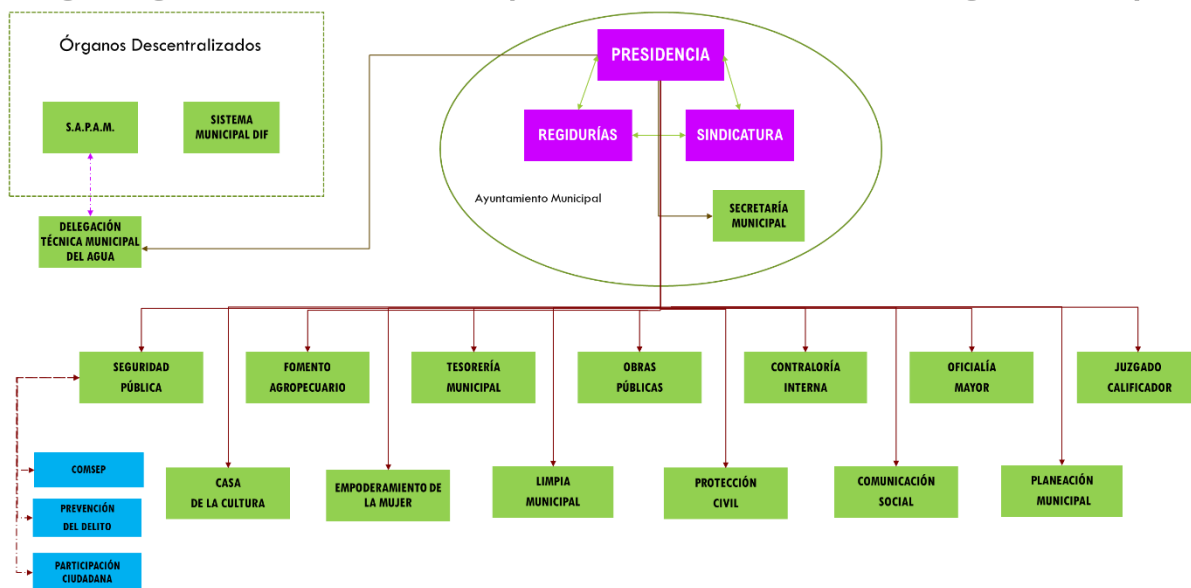 Órganos Descentralizados
PRESIDENCIA
S.A.P.A.M.
SISTEMA
MUNICIPAL DIF
REGIDURÍAS
SINDICATURA
Ayuntamiento Municipal
SECRETARÍA
MUNICIPAL
DELEGACIÓN
TÉCNICA MUNICIPAL
DEL AGUA
SEGURIDAD
PÚBLICA
FOMENTO
AGROPECUARIO
TESORERÍA
MUNICIPAL
OBRAS
PÚBLICAS
CONTRALORÍA
INTERNA
OFICIALÍA
MAYOR
JUZGADO
CALIFICADOR
COMSEP
PREVENCIÓN
DEL DELITO
PARTICIPACIÓN
CIUDADANA
CASA
DE LA CULTURA
EMPODERAMIENTO DE
LA MUJER
LIMPIA
MUNICIPAL
PROTECCIÓN
CIVIL
COMUNICACIÓN
SOCIAL
PLANEACIÓN
MUNICIPAL